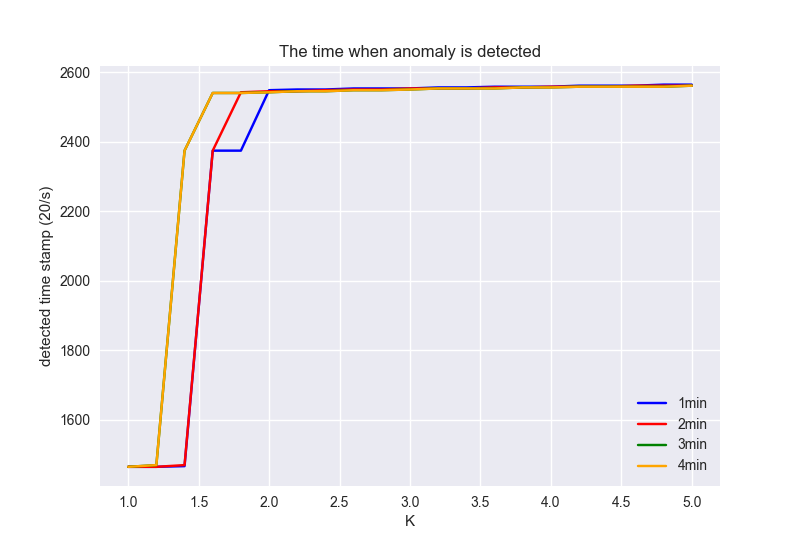 The time when anomaly is detected
detected time stamp (20/s)
2600
2400
2200
2000
1800
1600
1.0 1.5 2.0 2.5 3.0 3.5 4.0 4.5 5.0
K
1min
2min
3min
4min